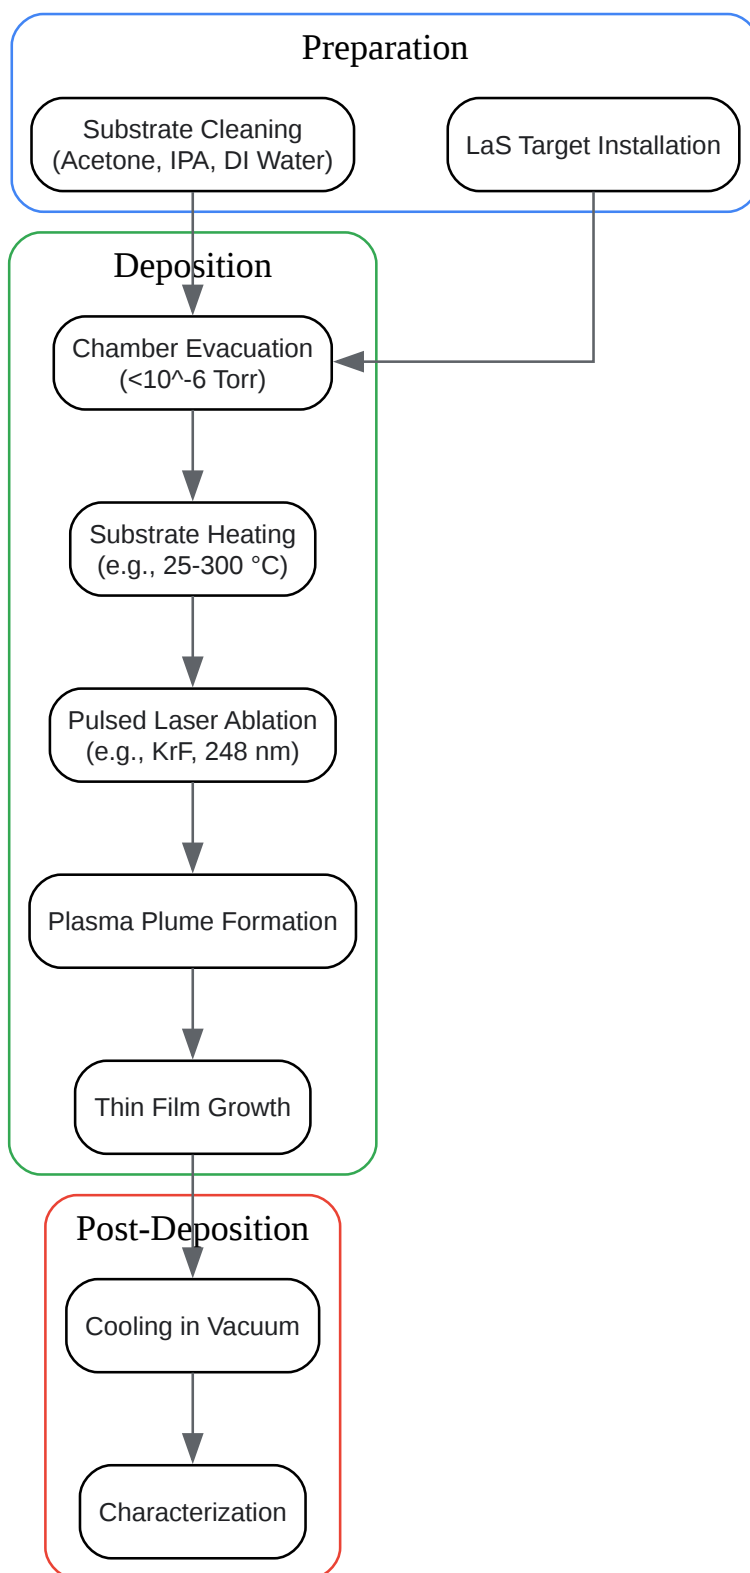 Preparation
Substrate Cleaning
(Acetone, IPA, DI Water)
LaS Target Installation
Deposition
Chamber Evacuation
(<10^-6 Torr)
Substrate Heating
(e.g., 25-300 °C)
Pulsed Laser Ablation
(e.g., KrF, 248 nm)
Plasma Plume Formation
Thin Film Growth
Post-Deposition
Cooling in Vacuum
Characterization